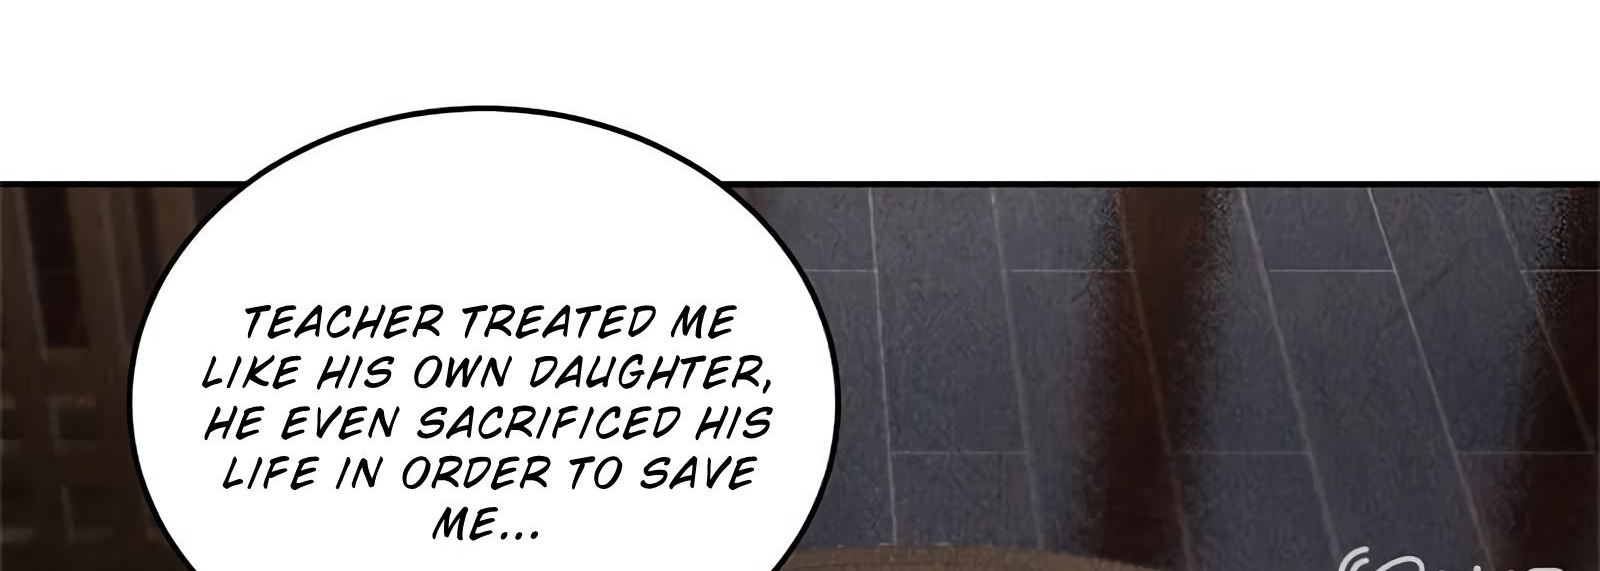 TEACHER TREATED ME
LIKE HIS OWN DAUGHTER,
HE EVEN SACRIFICED HIS
LIFE IN ORDER TO SAVE
ME...